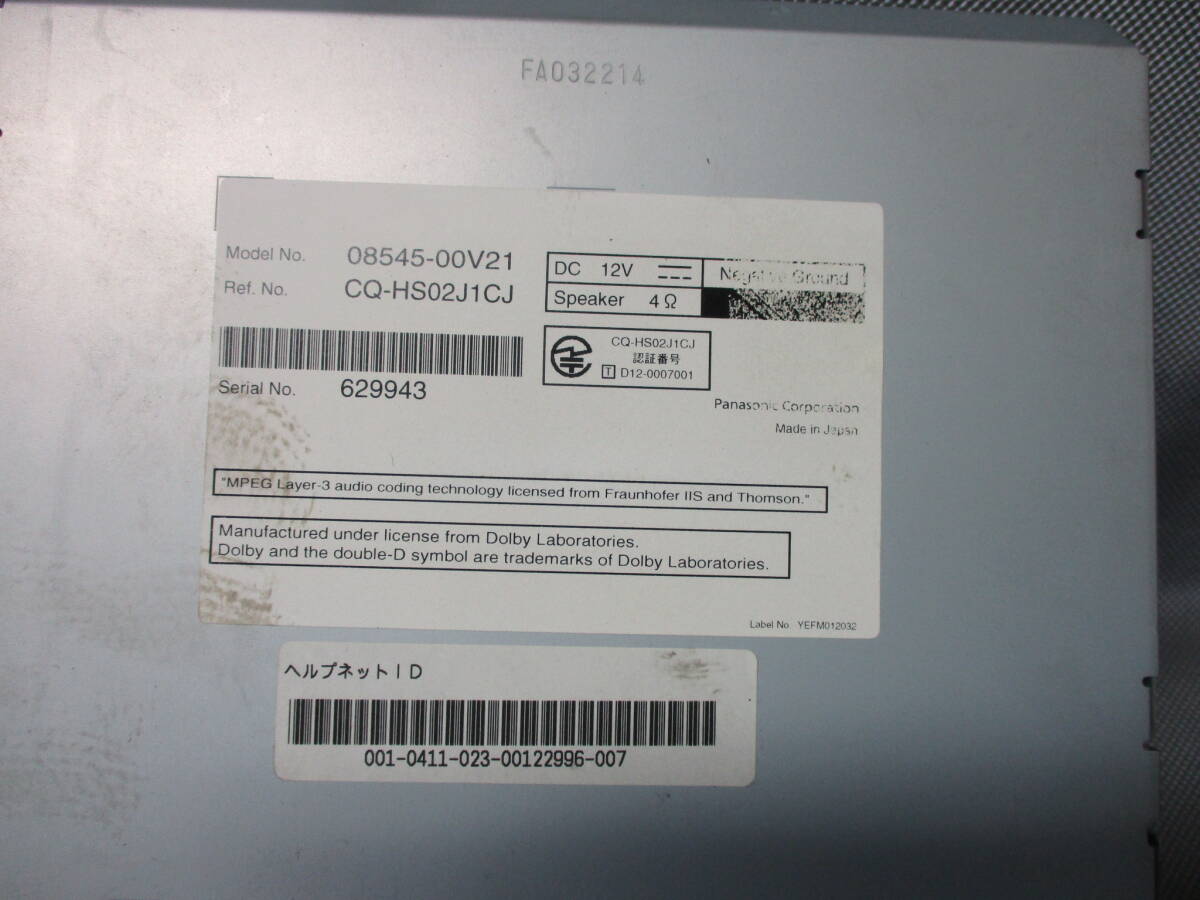 FA032214
Model No. 08545-00V21
Ref. No. CQ-HS02J1CJ
DC 12V Negative Ground
Speaker 4Ω
CQ-HS02J1CJ
認証番号
T D12-0007001
Serial No. 629943
Panasonic Corporation
Made in Japan
"MPEG Layer-3 audio coding technology licensed from Fraunhofer IIS and Thomson."
Manufactured under license from Dolby Laboratories.
Dolby and the double-D symbol are trademarks of Dolby Laboratories.
Label No. YEFM012032
ヘルプネットID
001-0411-023-00122996-007